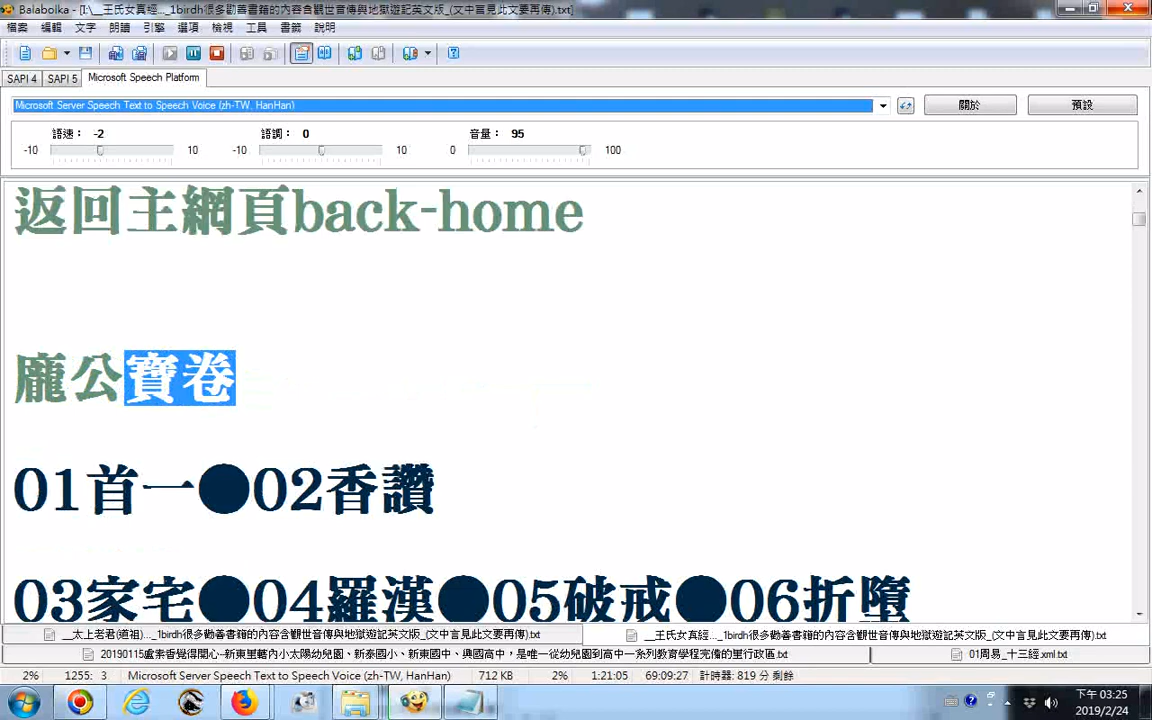 Balabolka - [I:\__王氏女真經..._1birdh很多勸善書籍的內容含觀世音傳與地獄遊記英文版_(文中言見此文要再傳).txt]
檔案 編輯 文字 朗讀 引擎 選項 檢視 工具 書籤 說明
SAPI 4 SAPI 5 Microsoft Speech Platform
Microsoft Server Speech Text to Speech Voice (zh-TW, HanHan)
關於 預設
語速： -2 語調： 0 音量： 95
-10 10 -10 10 0 100
返回主網頁back-home
龐公寶卷
01首一●02香讚
03家宅●04羅漢●05破戒●06折墮
__太上老君(道祖)..._1birdh很多勸善書籍的內容含觀世音傳與地獄遊記英文版_(文中言見此文要再傳).txt
__王氏女真經..._1birdh很多勸善書籍的內容含觀世音傳與地獄遊記英文版_(文中言見此文要再傳).txt
20190115盧素香覺得開心--新東里轄內小太陽幼兒園、新泰國小、新東國中、興國高中，是唯一從幼兒園到高中一系列教育學程完備的里行政區.txt
01周易_十三經.xml.txt
2% 1255: 3 Microsoft Server Speech Text to Speech Voice (zh-TW, HanHan) 712 KB 2% 1:21:05 69:09:27 計時器: 819 分 剩餘
下午 03:25
2019/2/24